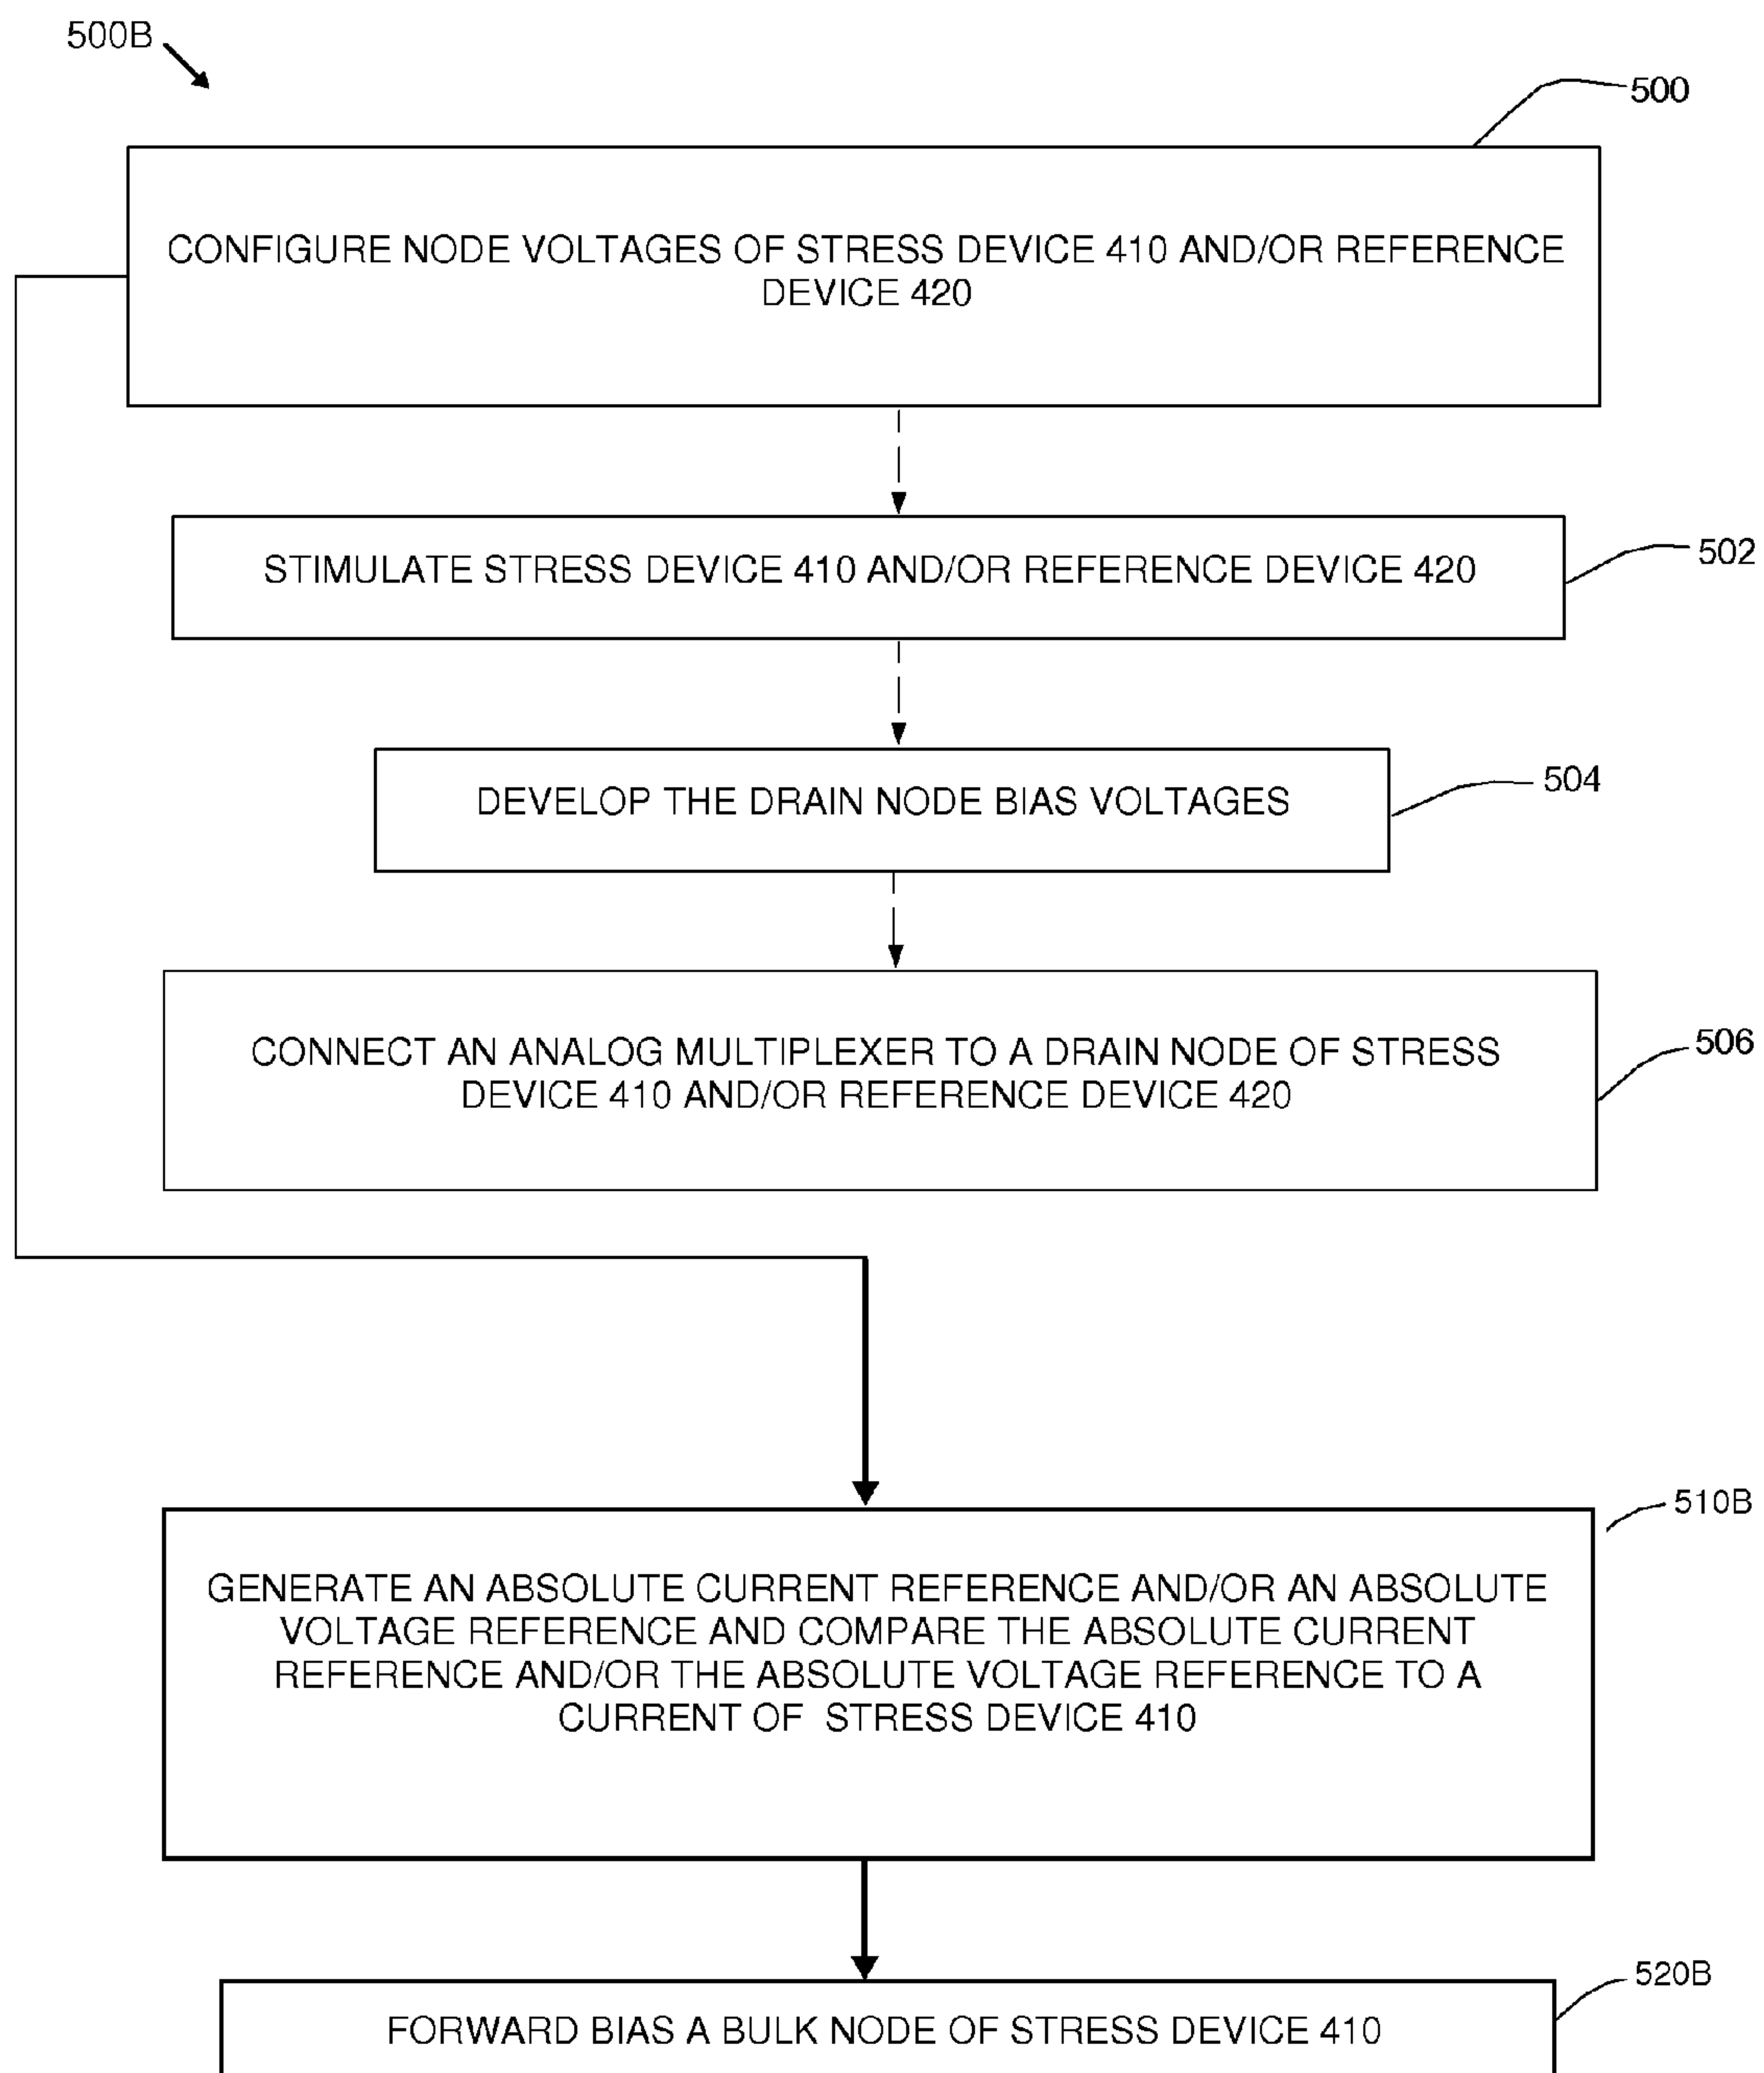 500B
500
CONFIGURE NODE VOLTAGES OF STRESS DEVICE 410 AND/OR REFERENCE
DEVICE 420
STIMULATE STRESS DEVICE 410 AND/OR REFERENCE DEVICE 420
502
DEVELOP THE DRAIN NODE BIAS VOLTAGES
504
CONNECT AN ANALOG MULTIPLEXER TO A DRAIN NODE OF STRESS
DEVICE 410 AND/OR REFERENCE DEVICE 420
506
510B
GENERATE AN ABSOLUTE CURRENT REFERENCE AND/OR AN ABSOLUTE
VOLTAGE REFERENCE AND COMPARE THE ABSOLUTE CURRENT
REFERENCE AND/OR THE ABSOLUTE VOLTAGE REFERENCE TO A
CURRENT OF STRESS DEVICE 410
520B
FORWARD BIAS A BULK NODE OF STRESS DEVICE 410